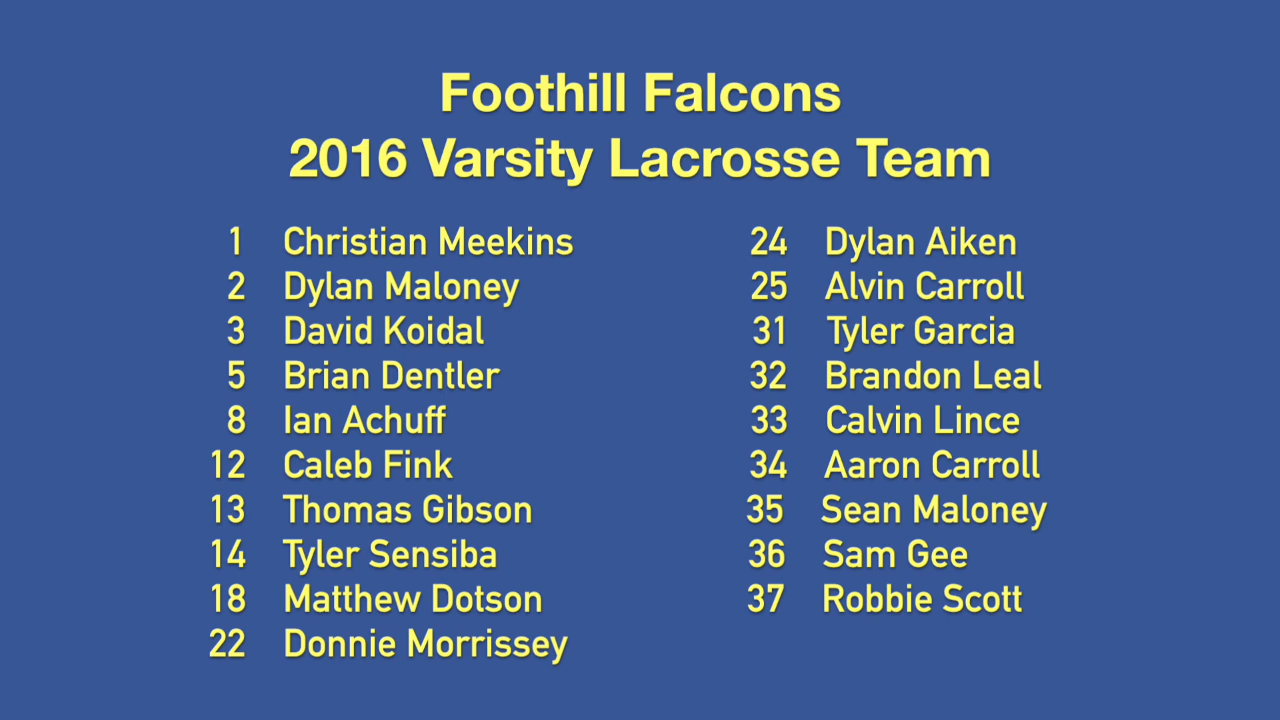 Foothill Falcons
2016 Varsity Lacrosse Team
1 Christian Meekins
2 Dylan Maloney
3 David Koidal
5 Brian Dentler
8 Ian Achuff
12 Caleb Fink
13 Thomas Gibson
14 Tyler Sensiba
18 Matthew Dotson
22 Donnie Morrissey
24 Dylan Aiken
25 Alvin Carroll
31 Tyler Garcia
32 Brandon Leal
33 Calvin Lince
34 Aaron Carroll
35 Sean Maloney
36 Sam Gee
37 Robbie Scott